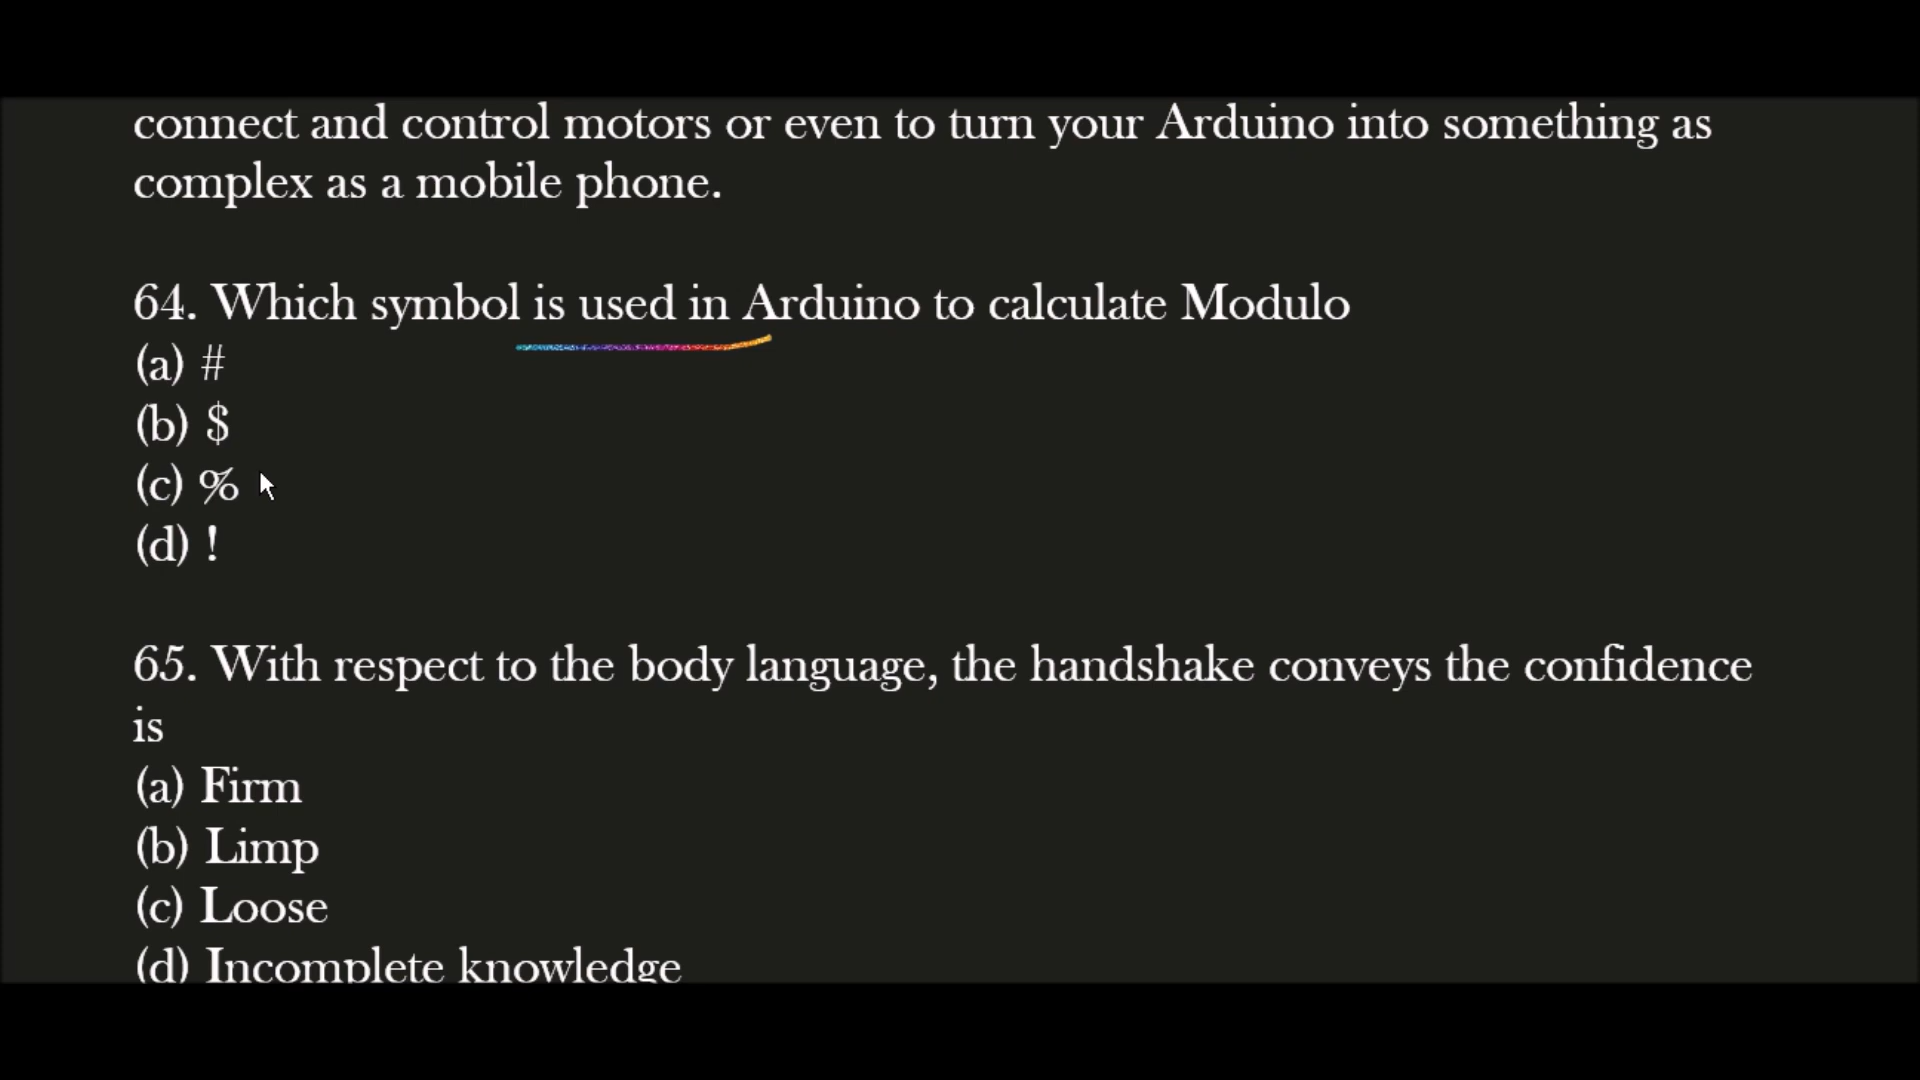 connect and control motors or even to turn your Arduino into something as
complex as a mobile phone.
64. Which symbol is used in Arduino to calculate Modulo
(a) #
(b) $
(c) %
(d) !
65. With respect to the body language, the handshake conveys the confidence
is
(a) Firm
(b) Limp
(c) Loose
(d) Incomplete knowledge